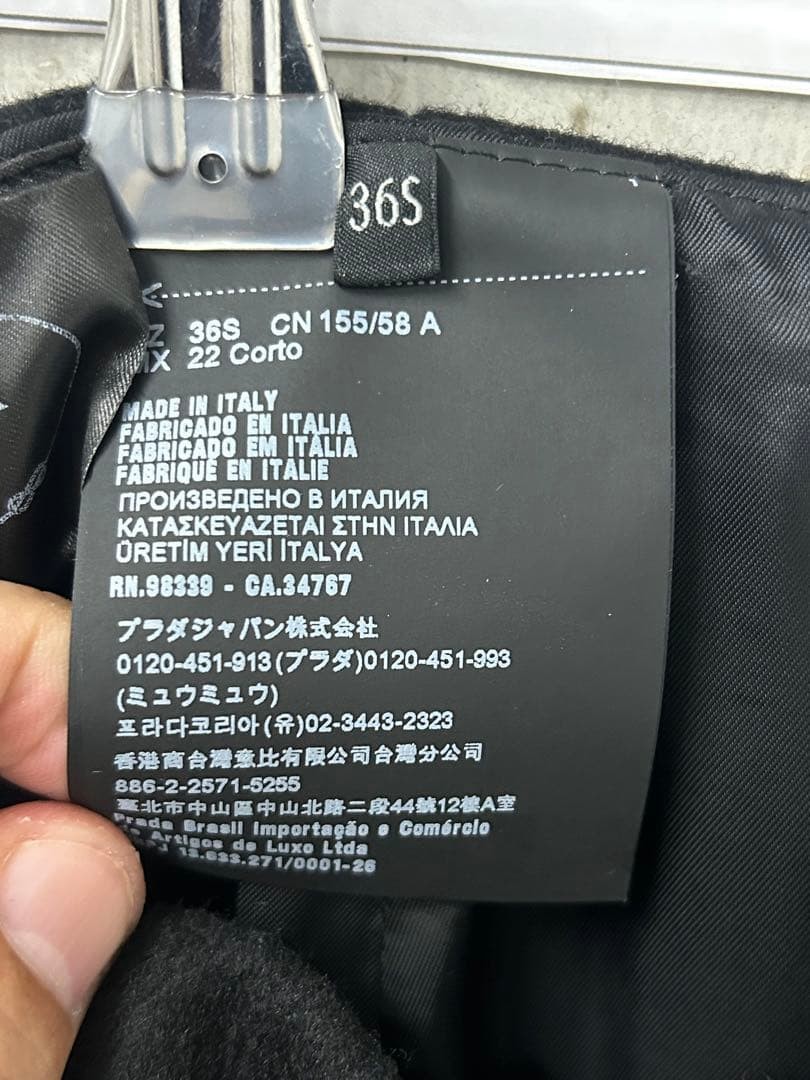 36S
36S CN 155/58 A
22 Corto
MADE IN ITALY
FABRICADO EN ITALIA
FABRICADO EM ITÁLIA
FABRIQUÉ EN ITALIE
ПРОИЗВЕДЕНО В ИТАЛИЯ
ΚΑΤΑΣΚΕΥΑΖΕΤΑΙ ΣΤΗΝ ΙΤΑΛΙΑ
ÜRETİM YERİ İTALYA
RN.98339 - CA.34767
プラダジャパン株式会社
0120-451-913(プラダ)0120-451-993
(ミュウミュウ)
프라다코리아(유)02-3443-2323
香港商台灣壹比有限公司台灣分公司
886-2-2571-5255
臺北市中山區中山北路二段44號12樓A室
Prada Brasil Importação e Comércio
Artigos de Luxo Ltda
13.633.271/0001-26